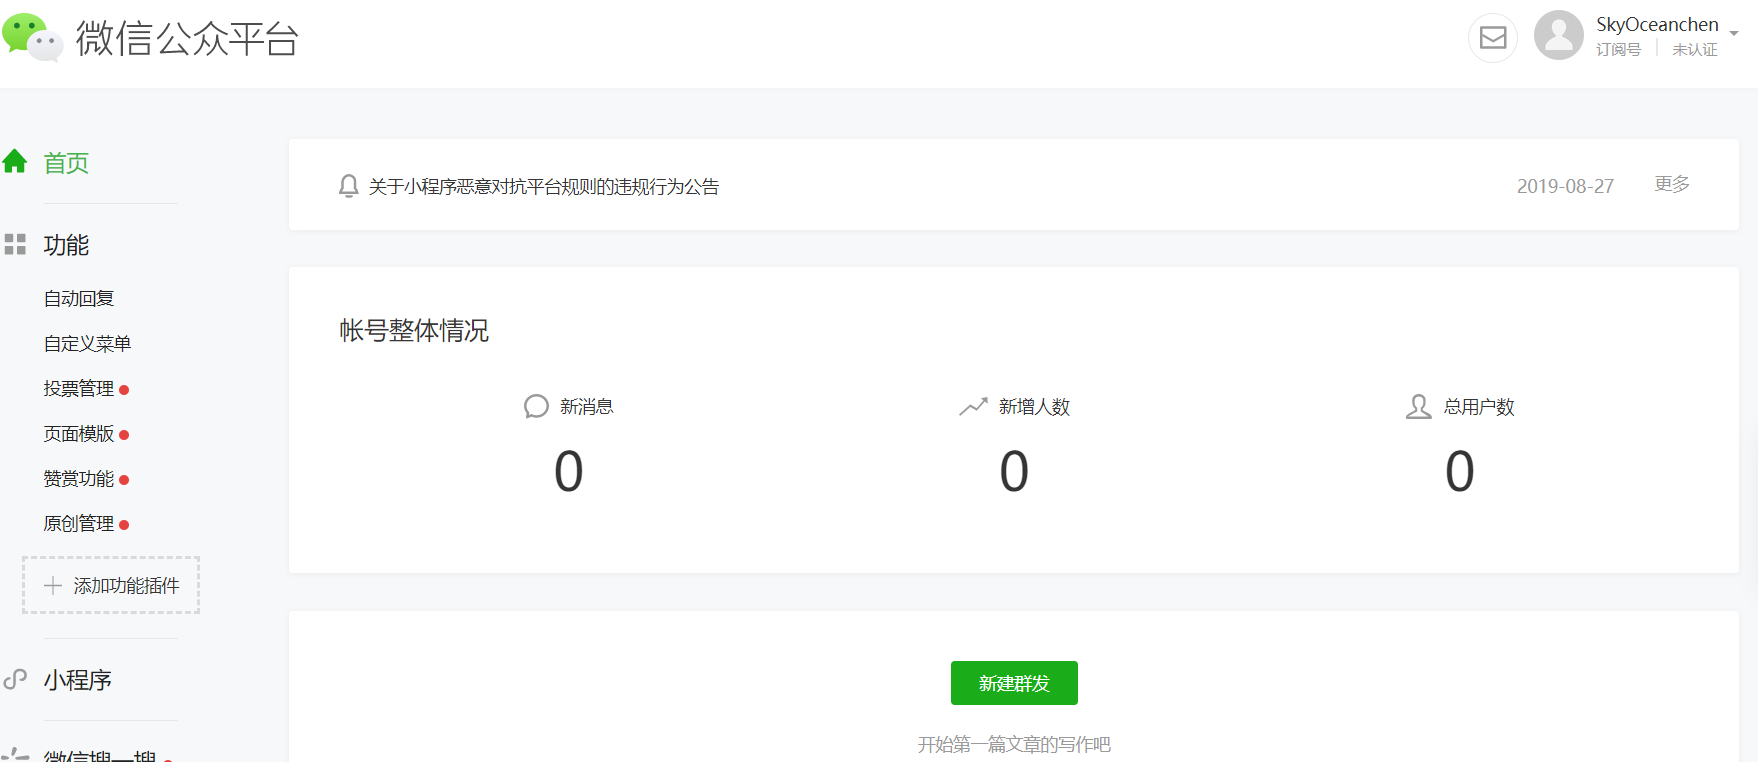 微信公众平台
SkyOceanchen
订阅号 未认证
首页
功能
自动回复
自定义菜单
投票管理
页面模版
赞赏功能
原创管理
添加功能插件
小程序
微信搜一搜
关于小程序恶意对抗平台规则的违规行为公告 2019-08-27 更多
帐号整体情况
新消息 新增人数 总用户数
0 0 0
新建群发
开始第一篇文章的写作吧